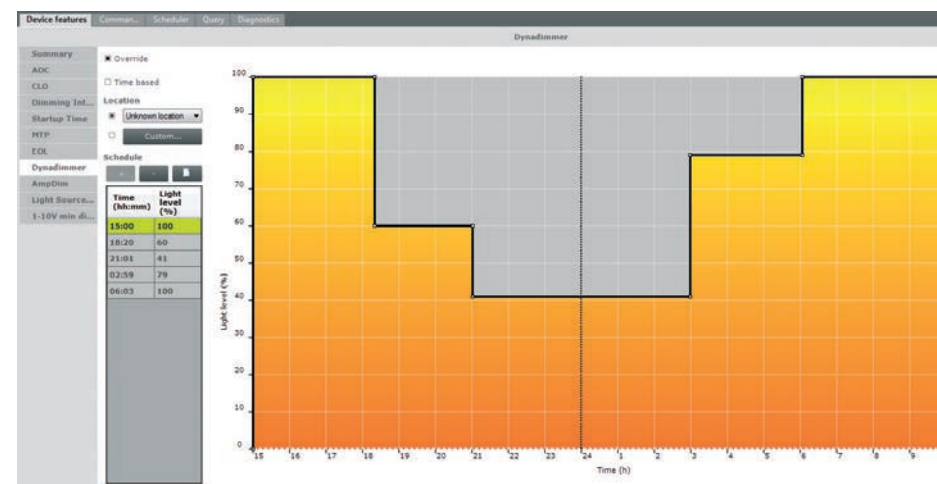 Device features Comman... Scheduler Query Diagnostics
Dynadimmer
Summary
AOC
CLO
Dimming Int...
Startup Time
MTP
EOL
Dynadimmer
AmpDim
Light Source...
1-10V min di...
Override
Time based
Location
Unknown location
Custom...
Schedule
+ -
Time (hh:mm) Light level (%)
15:00 100
18:20 60
21:01 41
02:59 79
06:03 100
Light level (%)
100
90
80
70
60
50
40
30
20
10
0
15 16 17 18 19 20 21 22 23 24 1 2 3 4 5 6 7 8 9
Time (h)